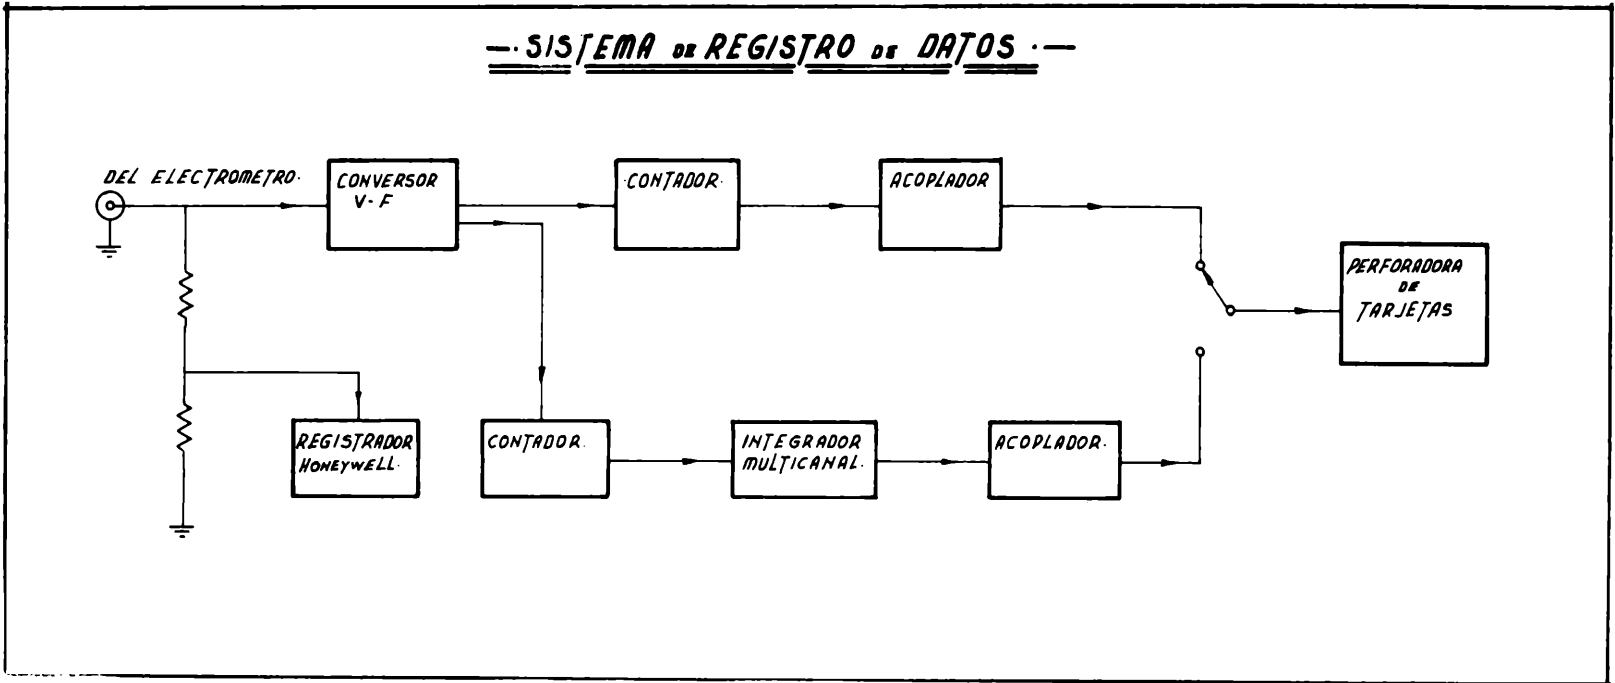 —· SISTEMA DE REGISTRO DE DATOS ·—
DEL ELECTROMETRO·
CONVERSOR
V-F
·CONTADOR·
ACOPLADOR
PERFORADORA
DE
TARJETAS
REGISTRADOR
HONEYWELL·
CONTADOR·
INTEGRADOR
MULTICANAL·
ACOPLADOR·